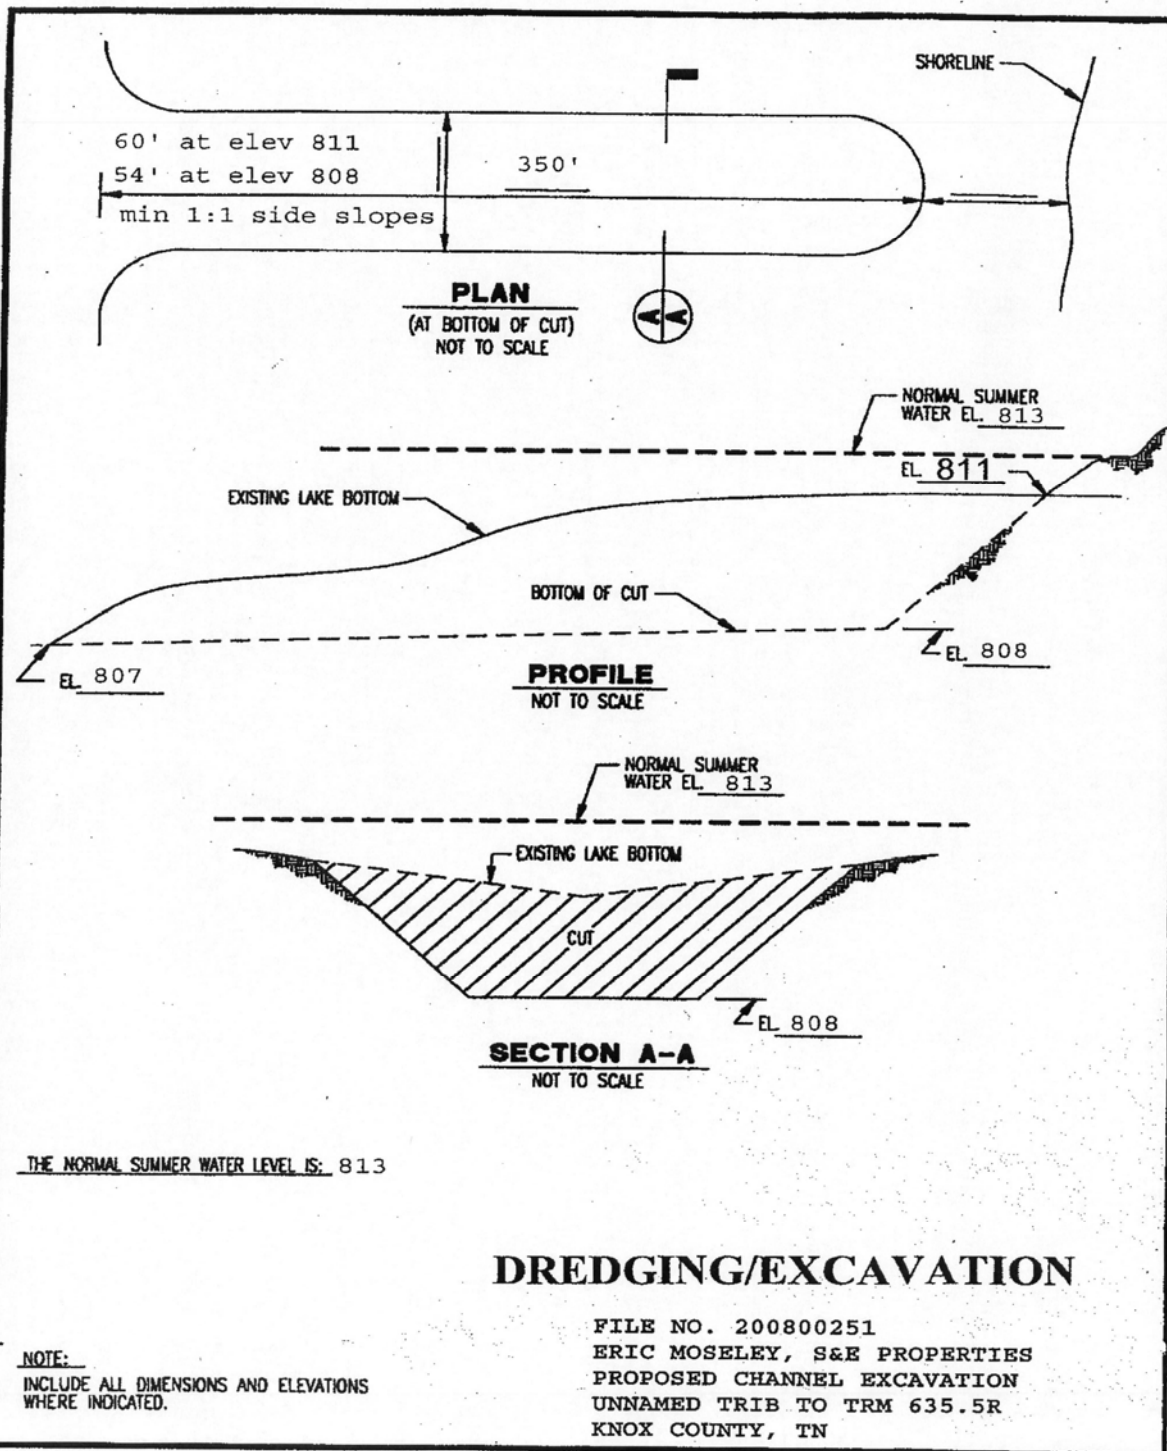 SHORELINE
60' at elev 811
54' at elev 808
350'
min 1:1 side slopes
PLAN
(AT BOTTOM OF CUT)
NOT TO SCALE
A A
NORMAL SUMMER
WATER EL. 813
EL. 811
EXISTING LAKE BOTTOM
BOTTOM OF CUT
EL. 808
EL. 807
PROFILE
NOT TO SCALE
NORMAL SUMMER
WATER EL. 813
EXISTING LAKE BOTTOM
CUT
EL. 808
SECTION A-A
NOT TO SCALE
THE NORMAL SUMMER WATER LEVEL IS: 813
DREDGING/EXCAVATION
FILE NO. 200800251
ERIC MOSELEY, S&E PROPERTIES
PROPOSED CHANNEL EXCAVATION
UNNAMED TRIB TO TRM 635.5R
KNOX COUNTY, TN
NOTE:
INCLUDE ALL DIMENSIONS AND ELEVATIONS
WHERE INDICATED.